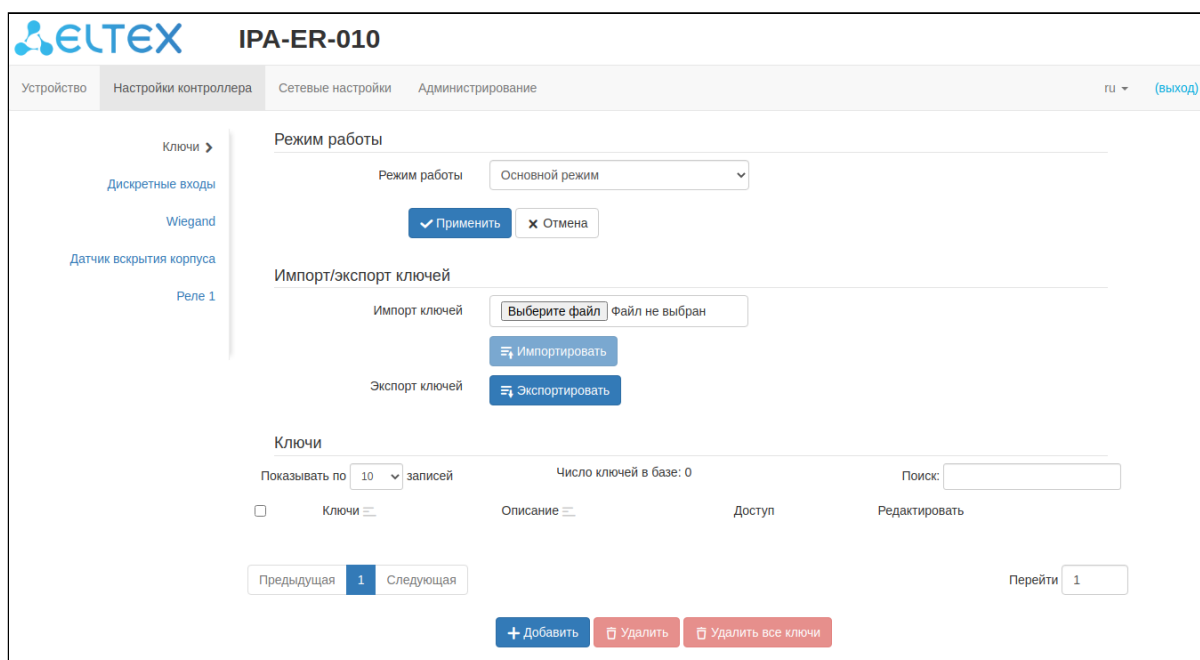 ELTEX IPA-ER-010
Устройство Настройки контроллера Сетевые настройки Администрирование ru (выход)
Ключи
Дискретные входы
Wiegand
Датчик вскрытия корпуса
Реле 1
Режим работы
Режим работы Основной режим
Применить Отмена
Импорт/экспорт ключей
Импорт ключей Выберите файл Файл не выбран
Импортировать
Экспорт ключей Экспортировать
Ключи
Показывать по 10 записей Число ключей в базе: 0 Поиск:
Ключи Описание Доступ Редактировать
Предыдущая 1 Следующая Перейти 1
Добавить Удалить Удалить все ключи